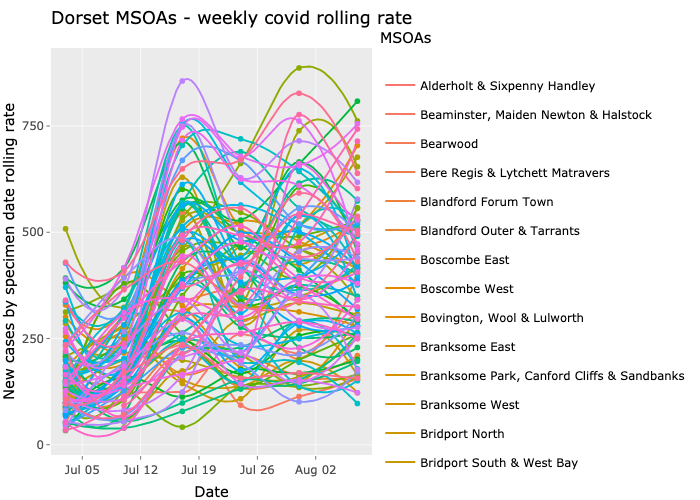 Dorset MSOAs - weekly covid rolling rate
MSOAs
New cases by specimen date rolling rate
750
500
250
0
Jul 05
Jul 12
Jul 19
Jul 26
Aug 02
Date
Alderholt & Sixpenny Handley
Beaminster, Maiden Newton & Halstock
Bearwood
Bere Regis & Lytchett Matravers
Blandford Forum Town
Blandford Outer & Tarrants
Boscombe East
Boscombe West
Bovington, Wool & Lulworth
Branksome East
Branksome Park, Canford Cliffs & Sandbanks
Branksome West
Bridport North
Bridport South & West Bay